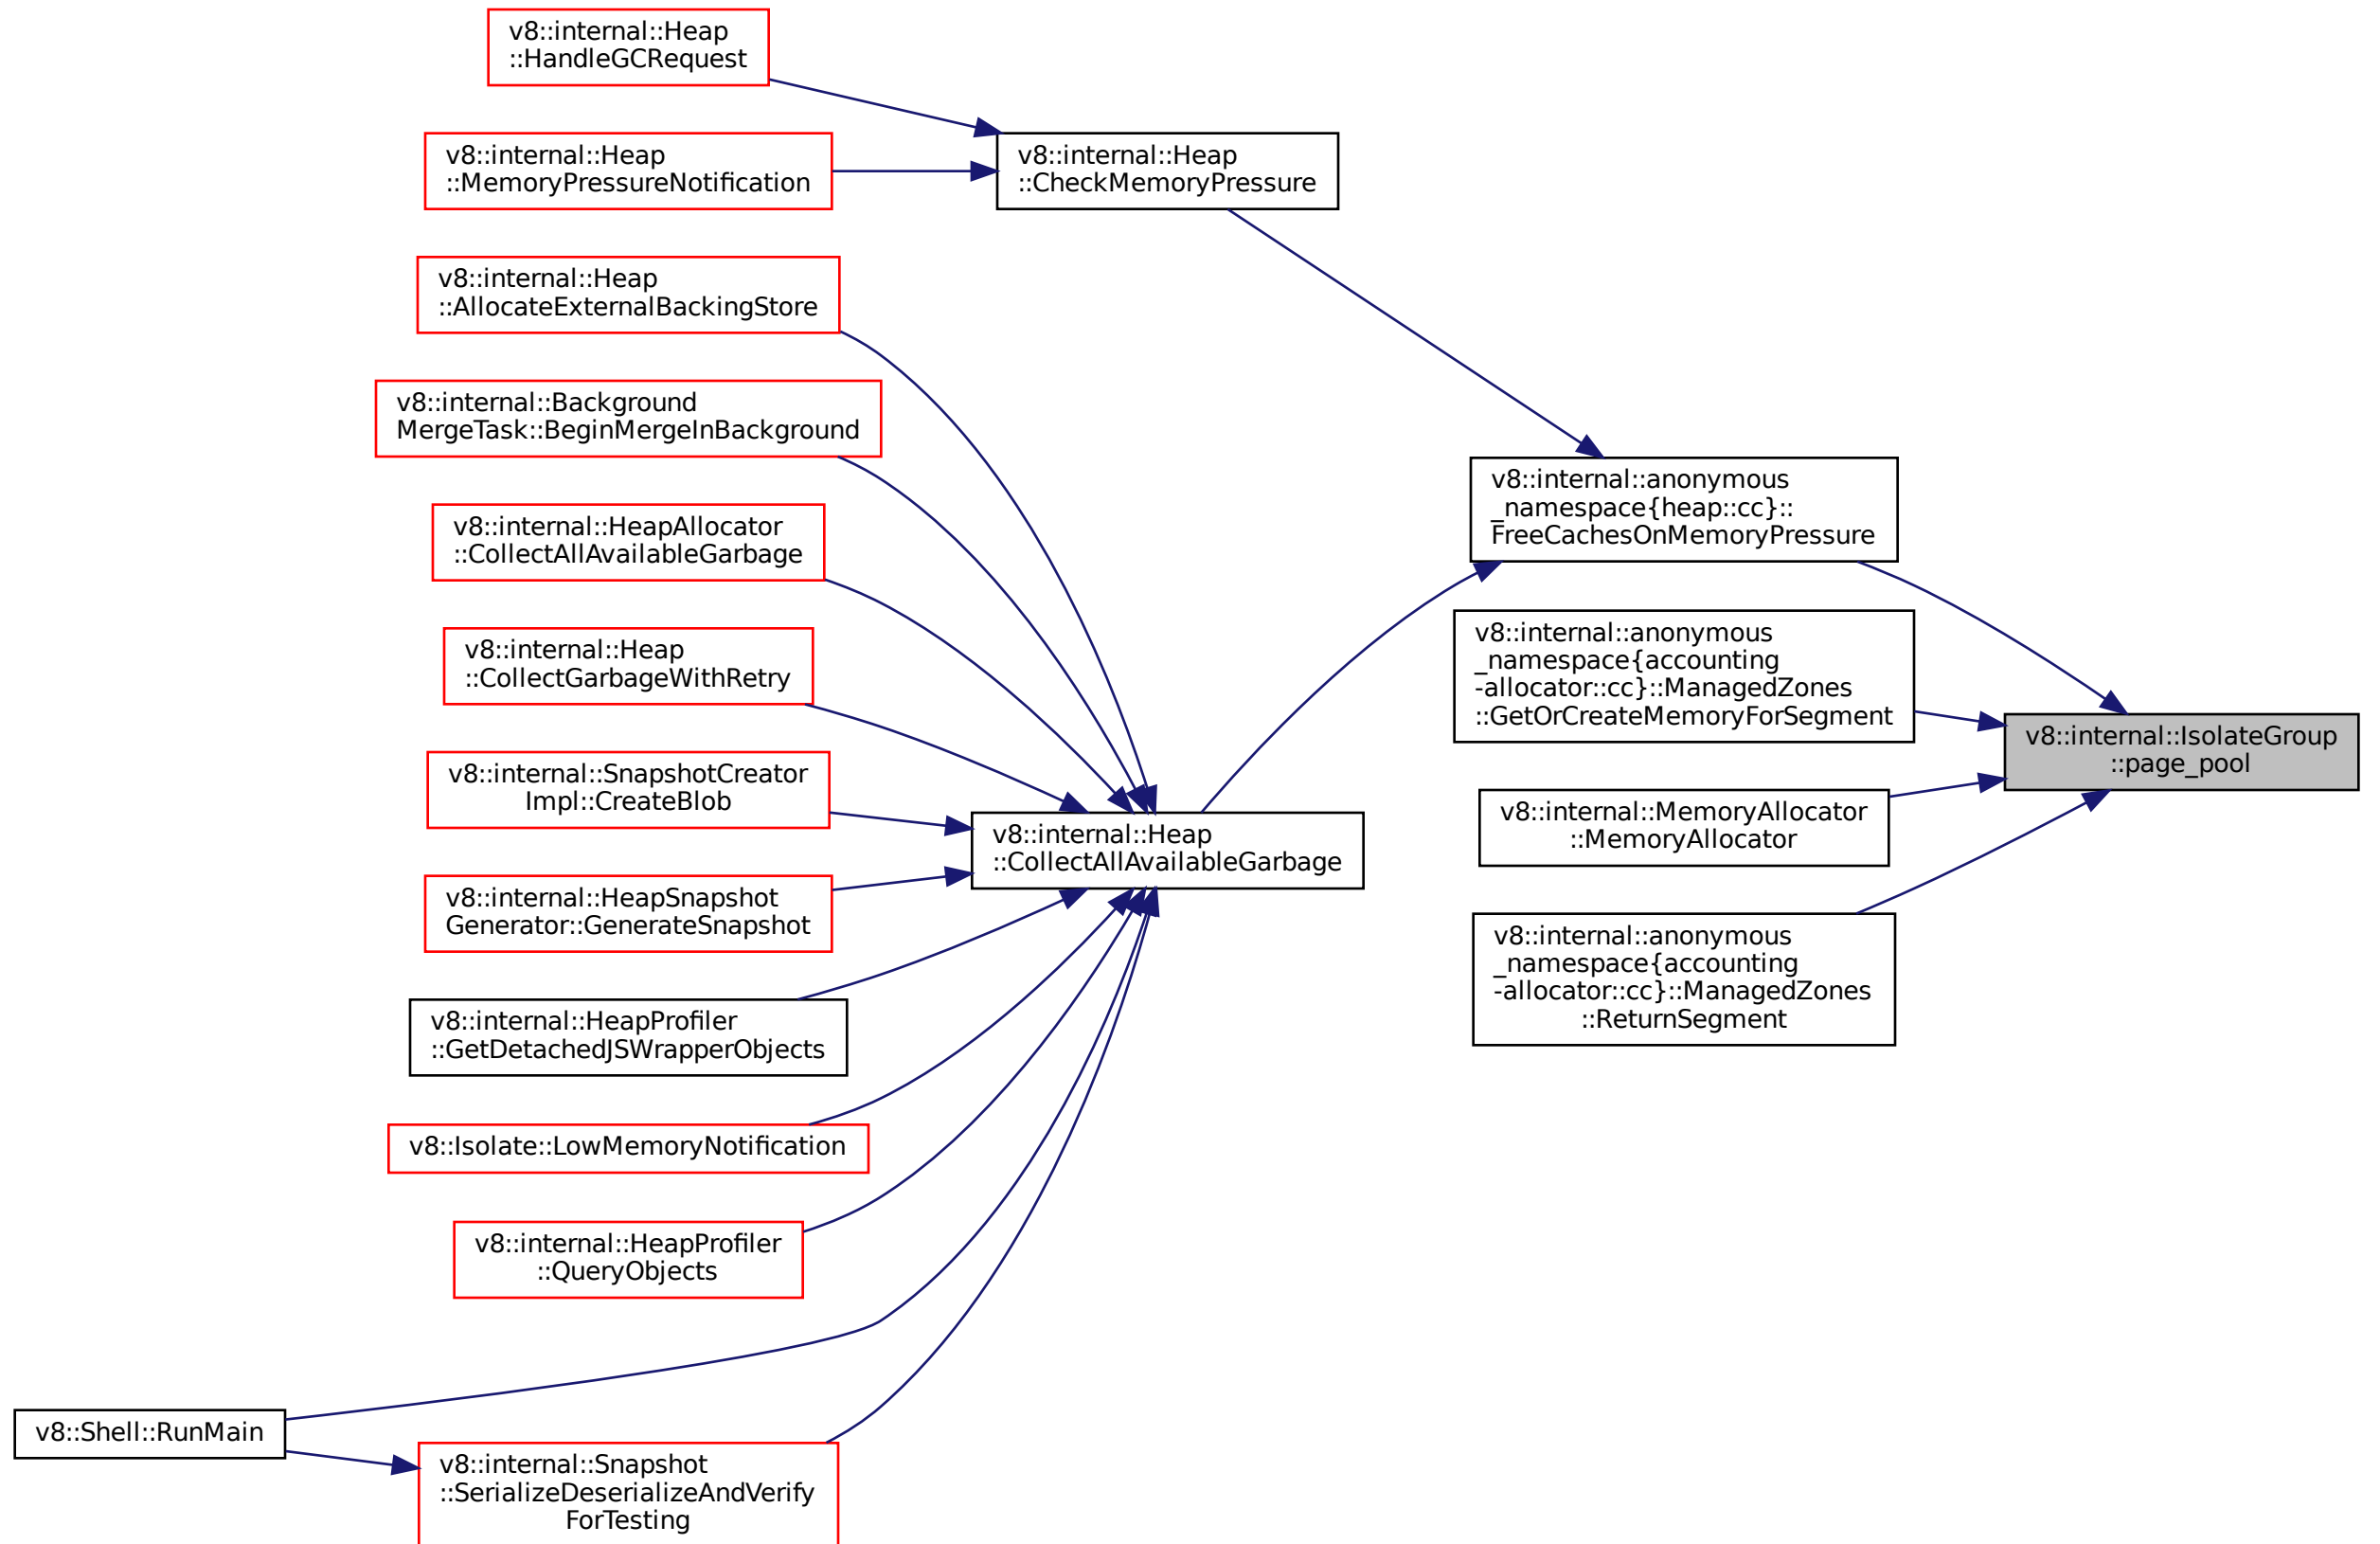 v8::internal::Heap
::HandleGCRequest
v8::internal::Heap
::MemoryPressureNotification
v8::internal::Heap
::CheckMemoryPressure
v8::internal::Heap
::AllocateExternalBackingStore
v8::internal::Background
MergeTask::BeginMergeInBackground
v8::internal::HeapAllocator
::CollectAllAvailableGarbage
v8::internal::Heap
::CollectGarbageWithRetry
v8::internal::SnapshotCreator
Impl::CreateBlob
v8::internal::HeapSnapshot
Generator::GenerateSnapshot
v8::internal::HeapProfiler
::GetDetachedJSWrapperObjects
v8::Isolate::LowMemoryNotification
v8::internal::HeapProfiler
::QueryObjects
v8::Shell::RunMain
v8::internal::Snapshot
::SerializeDeserializeAndVerify
ForTesting
v8::internal::Heap
::CollectAllAvailableGarbage
v8::internal::anonymous
_namespace{heap::cc}::
FreeCachesOnMemoryPressure
v8::internal::anonymous
_namespace{accounting
-allocator::cc}::ManagedZones
::GetOrCreateMemoryForSegment
v8::internal::MemoryAllocator
::MemoryAllocator
v8::internal::anonymous
_namespace{accounting
-allocator::cc}::ManagedZones
::ReturnSegment
v8::internal::IsolateGroup
::page_pool